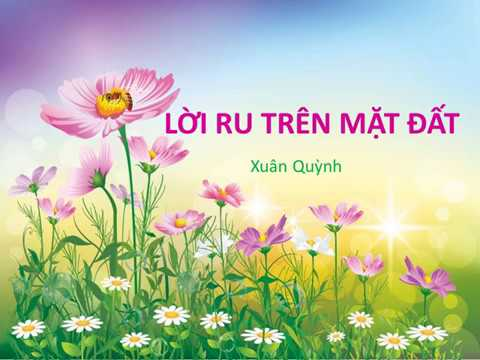 LỜI RU TRÊN MẶT ĐẤT
Xuân Quỳnh